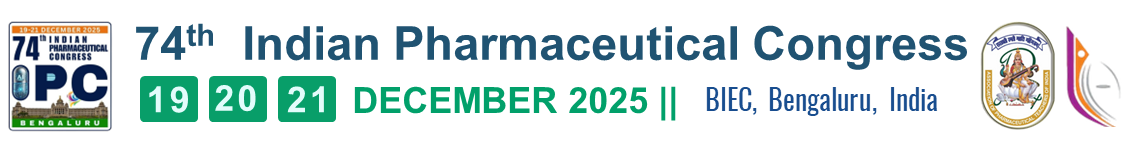 19-21 DECEMBER 2025
74th INDIAN
PHARMACEUTICAL
CONGRESS
IPC
BENGALURU
74th Indian Pharmaceutical Congress
19 20 21 DECEMBER 2025 || BIEC, Bengaluru, India